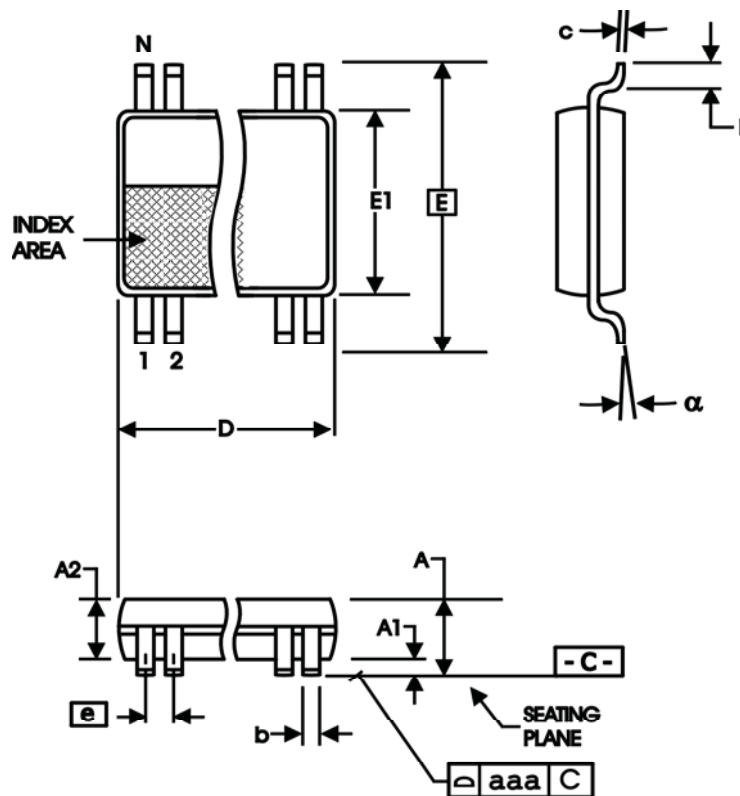 N
c
E1
E
INDEX
AREA
1 2
α
D
A2
A
A1
-C-
e
b
SEATING
PLANE
aaa C